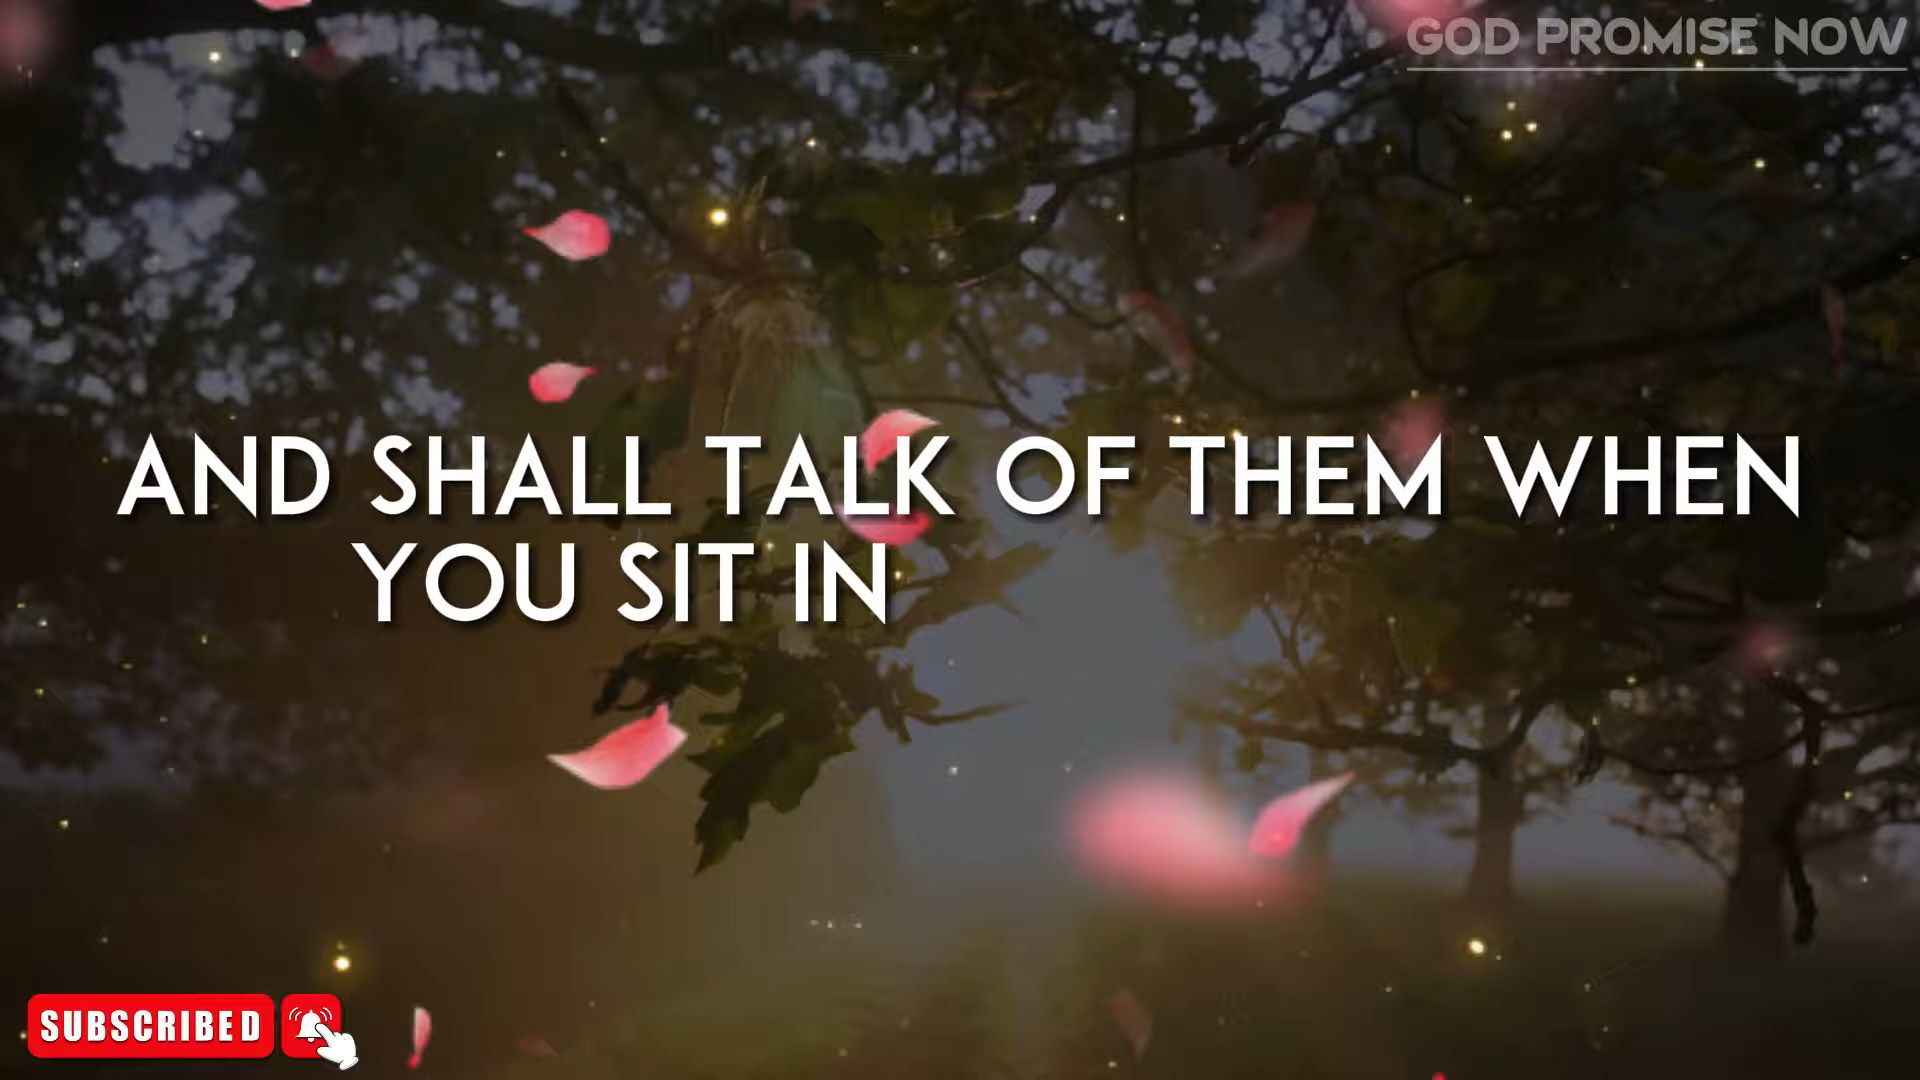 GOD PROMISE NOW
AND SHALL TALK OF THEM WHEN
YOU SIT IN
SUBSCRIBED